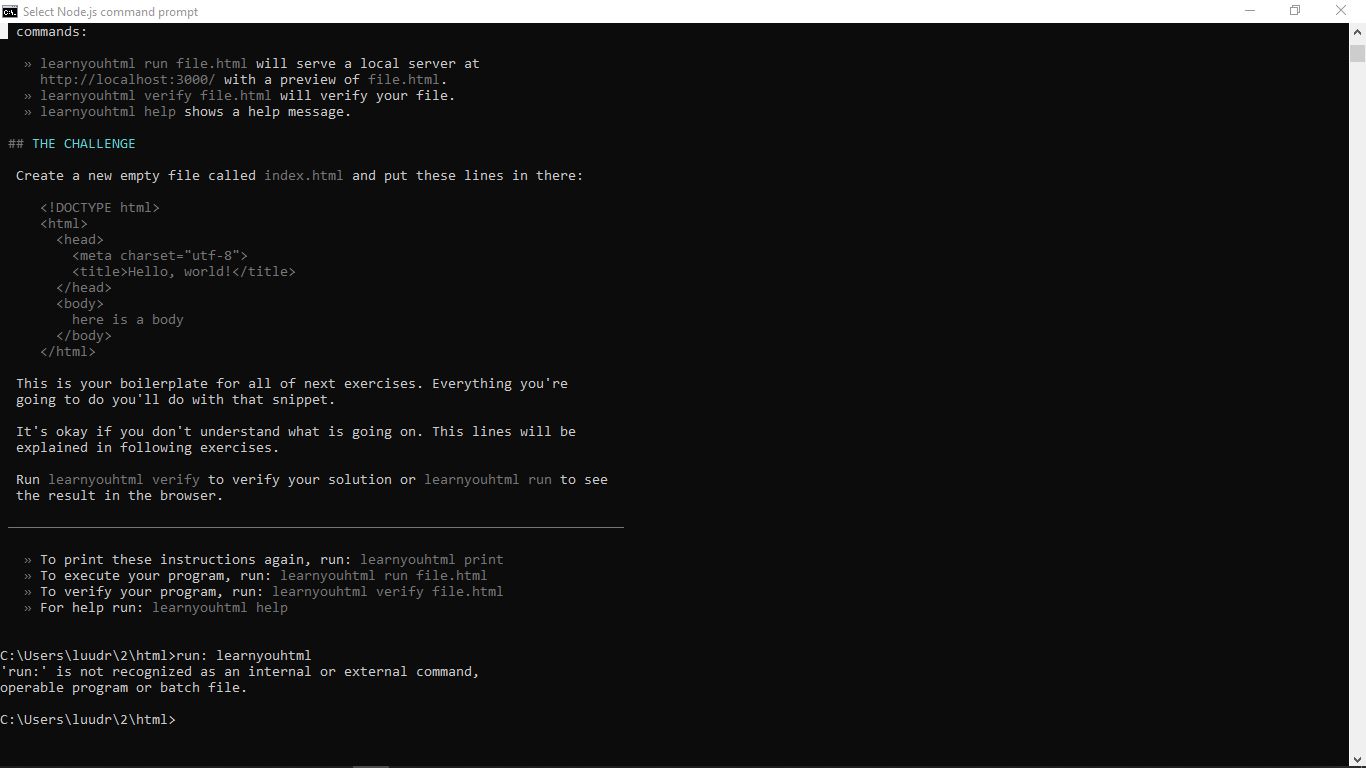 Select Node.js command prompt
commands:
» learnyouhtml run file.html will serve a local server at
http://localhost:3000/ with a preview of file.html.
» learnyouhtml verify file.html will verify your file.
» learnyouhtml help shows a help message.
## THE CHALLENGE
Create a new empty file called index.html and put these lines in there:
<!DOCTYPE html>
<html>
<head>
<meta charset="utf-8">
<title>Hello, world!</title>
</head>
<body>
here is a body
</body>
</html>
This is your boilerplate for all of next exercises. Everything you're
going to do you'll do with that snippet.
It's okay if you don't understand what is going on. This lines will be
explained in following exercises.
Run learnyouhtml verify to verify your solution or learnyouhtml run to see
the result in the browser.
» To print these instructions again, run: learnyouhtml print
» To execute your program, run: learnyouhtml run file.html
» To verify your program, run: learnyouhtml verify file.html
» For help run: learnyouhtml help
C:\Users\luudr\2\html>run: learnyouhtml
'run:' is not recognized as an internal or external command,
operable program or batch file.
C:\Users\luudr\2\html>